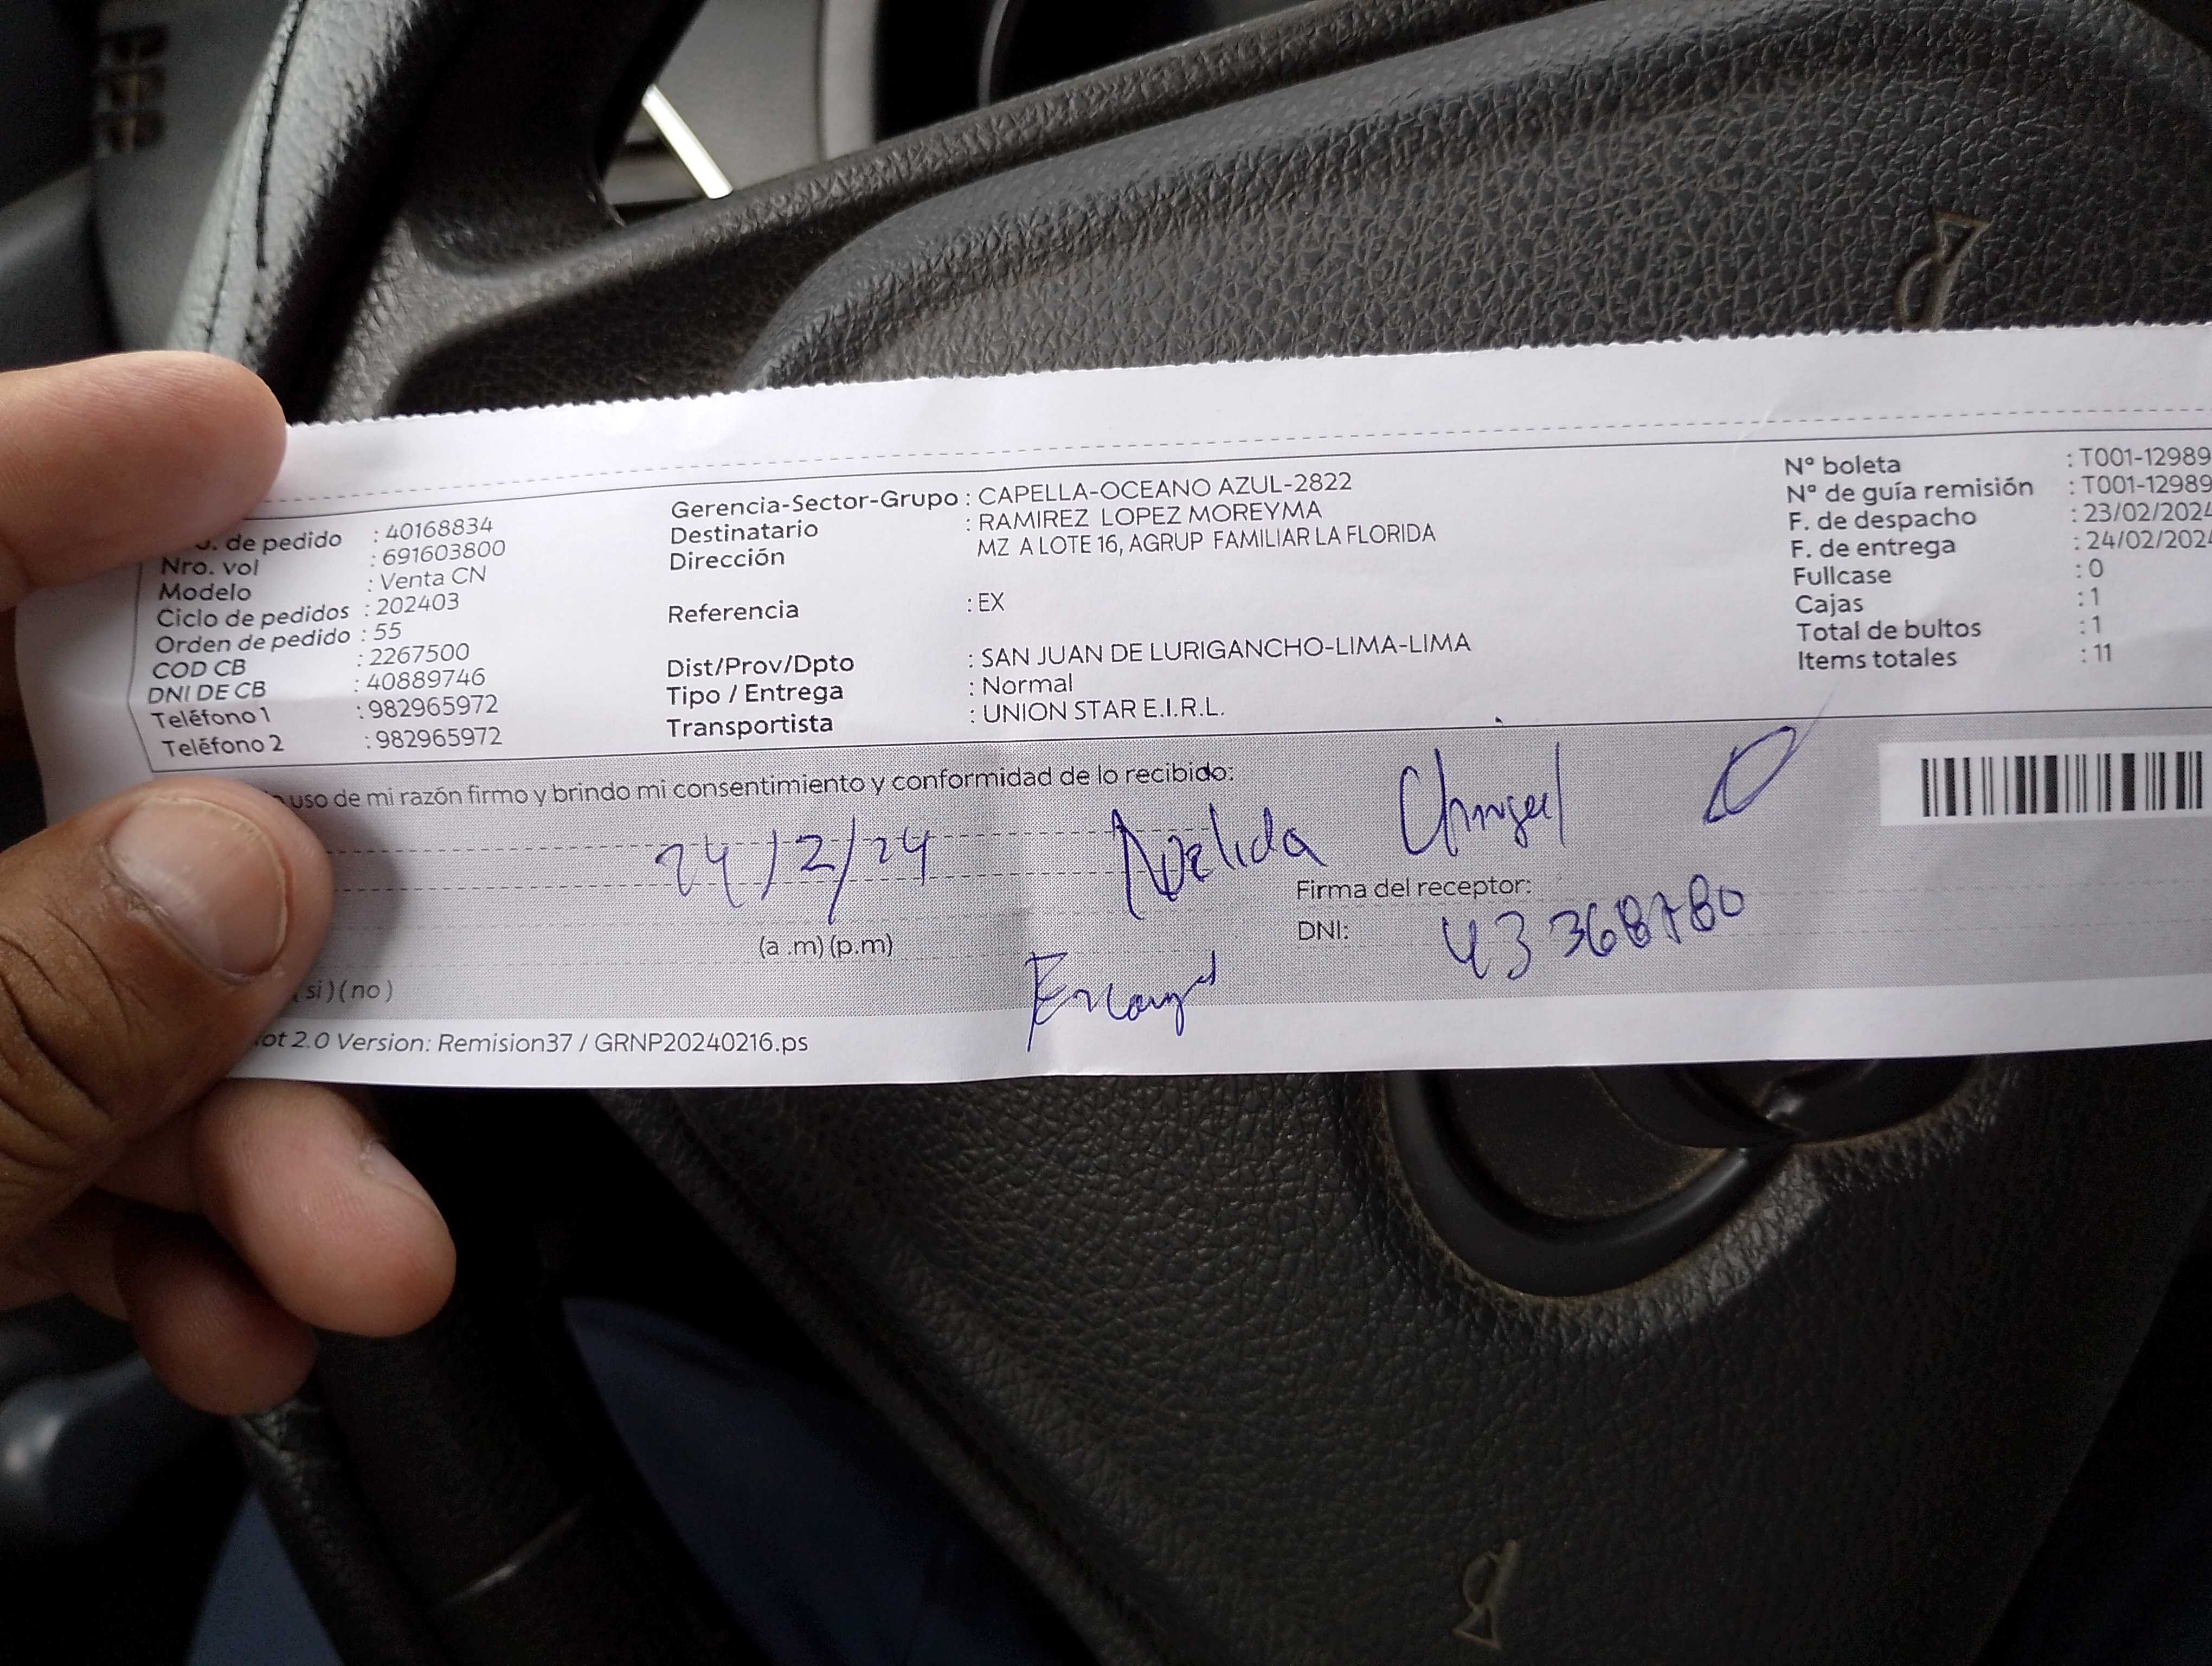 de pedido : 40168834
Nro. vol : 691603800
Modelo : Venta CN
Ciclo de pedidos : 202403
Orden de pedido : 55
COD CB : 2267500
DNI DE CB : 40889746
Teléfono 1 : 982965972
Teléfono 2 : 982965972
Gerencia-Sector-Grupo : CAPELLA-OCEANO AZUL-2822
Destinatario : RAMIREZ LOPEZ MOREYMA
Dirección MZ A LOTE 16, AGRUP FAMILIAR LA FLORIDA
Referencia : EX
Dist/Prov/Dpto : SAN JUAN DE LURIGANCHO-LIMA-LIMA
Tipo / Entrega : Normal
Transportista : UNION STAR E.I.R.L.
Nº boleta : T001-12989
Nº de guía remisión : T001-12989
F. de despacho : 23/02/2024
F. de entrega : 24/02/2024
Fullcase : 0
Cajas : 1
Total de bultos : 1
Items totales : 11
uso de mi razón firmo y brindo mi consentimiento y conformidad de lo recibido:
24/2/24 Nelida
Firma del receptor:
(a .m) (p.m) DNI:
( si ) ( no )
ot 2.0 Version: Remision37 / GRNP20240216.ps